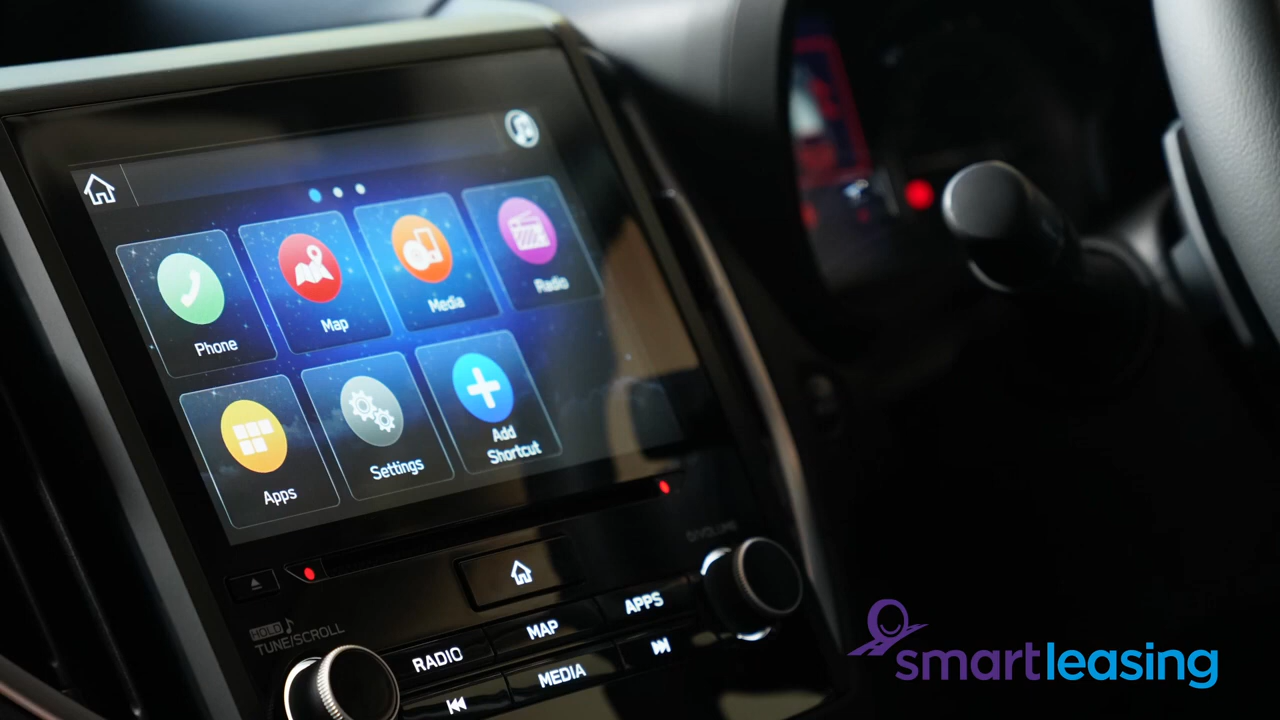 Phone
Map
Media
Radio
Apps
Settings
Add
Shortcut
VOLUME
HOLD
TUNE/SCROLL
RADIO
MAP
APPS
MEDIA
smartleasing